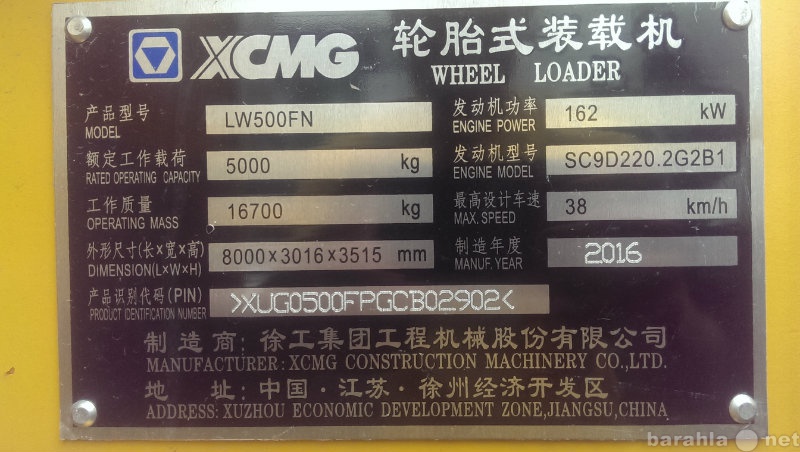 XCMG 轮胎式装载机
WHEEL LOADER
产品型号 LW500FN
MODEL
发动机功率 162 kW
ENGINE POWER
额定工作载荷 5000 kg
RATED OPERATING CAPACITY
发动机型号 SC9D220.2G2B1
ENGINE MODEL
工作质量 16700 kg
OPERATING MASS
最高设计车速 38 km/h
MAX. SPEED
外形尺寸(长×宽×高) 8000×3016×3515 mm
DIMENSION(L×W×H)
制造年度 2016
MANUF. YEAR
产品识别代码(PIN) >XUG0500FPGCB02902<
PRODUCT IDENTIFICATION NUMBER
制造商:徐工集团工程机械股份有限公司
MANUFACTURER:XCMG CONSTRUCTION MACHINERY CO.,LTD.
地 址:中国·江苏·徐州经济开发区
ADDRESS:XUZHOU ECONOMIC DEVELOPMENT ZONE,JIANGSU,CHINA
barahla.net